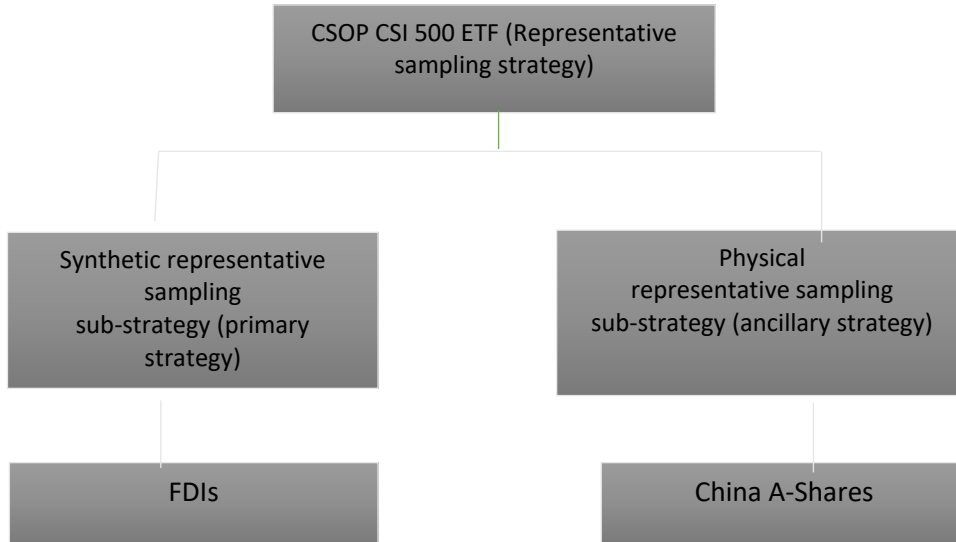 CSOP CSI 500 ETF (Representative
sampling strategy)
Synthetic representative
sampling
sub-strategy (primary
strategy)
Physical
representative sampling
sub-strategy (ancillary strategy)
FDIs
China A-Shares